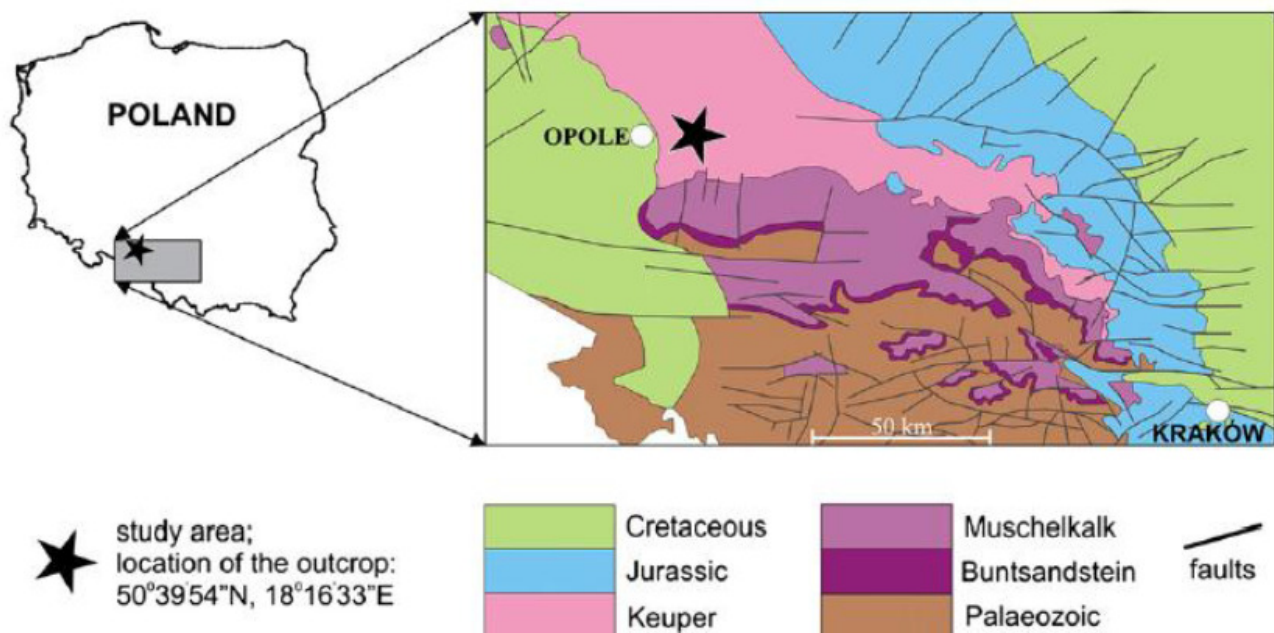 POLAND
OPOLE
50 km
KRAKÓW
study area;
location of the outcrop:
50°39'54"N, 18°16'33"E
Cretaceous
Jurassic
Keuper
Muschelkalk
Buntsandstein
Palaeozoic
faults